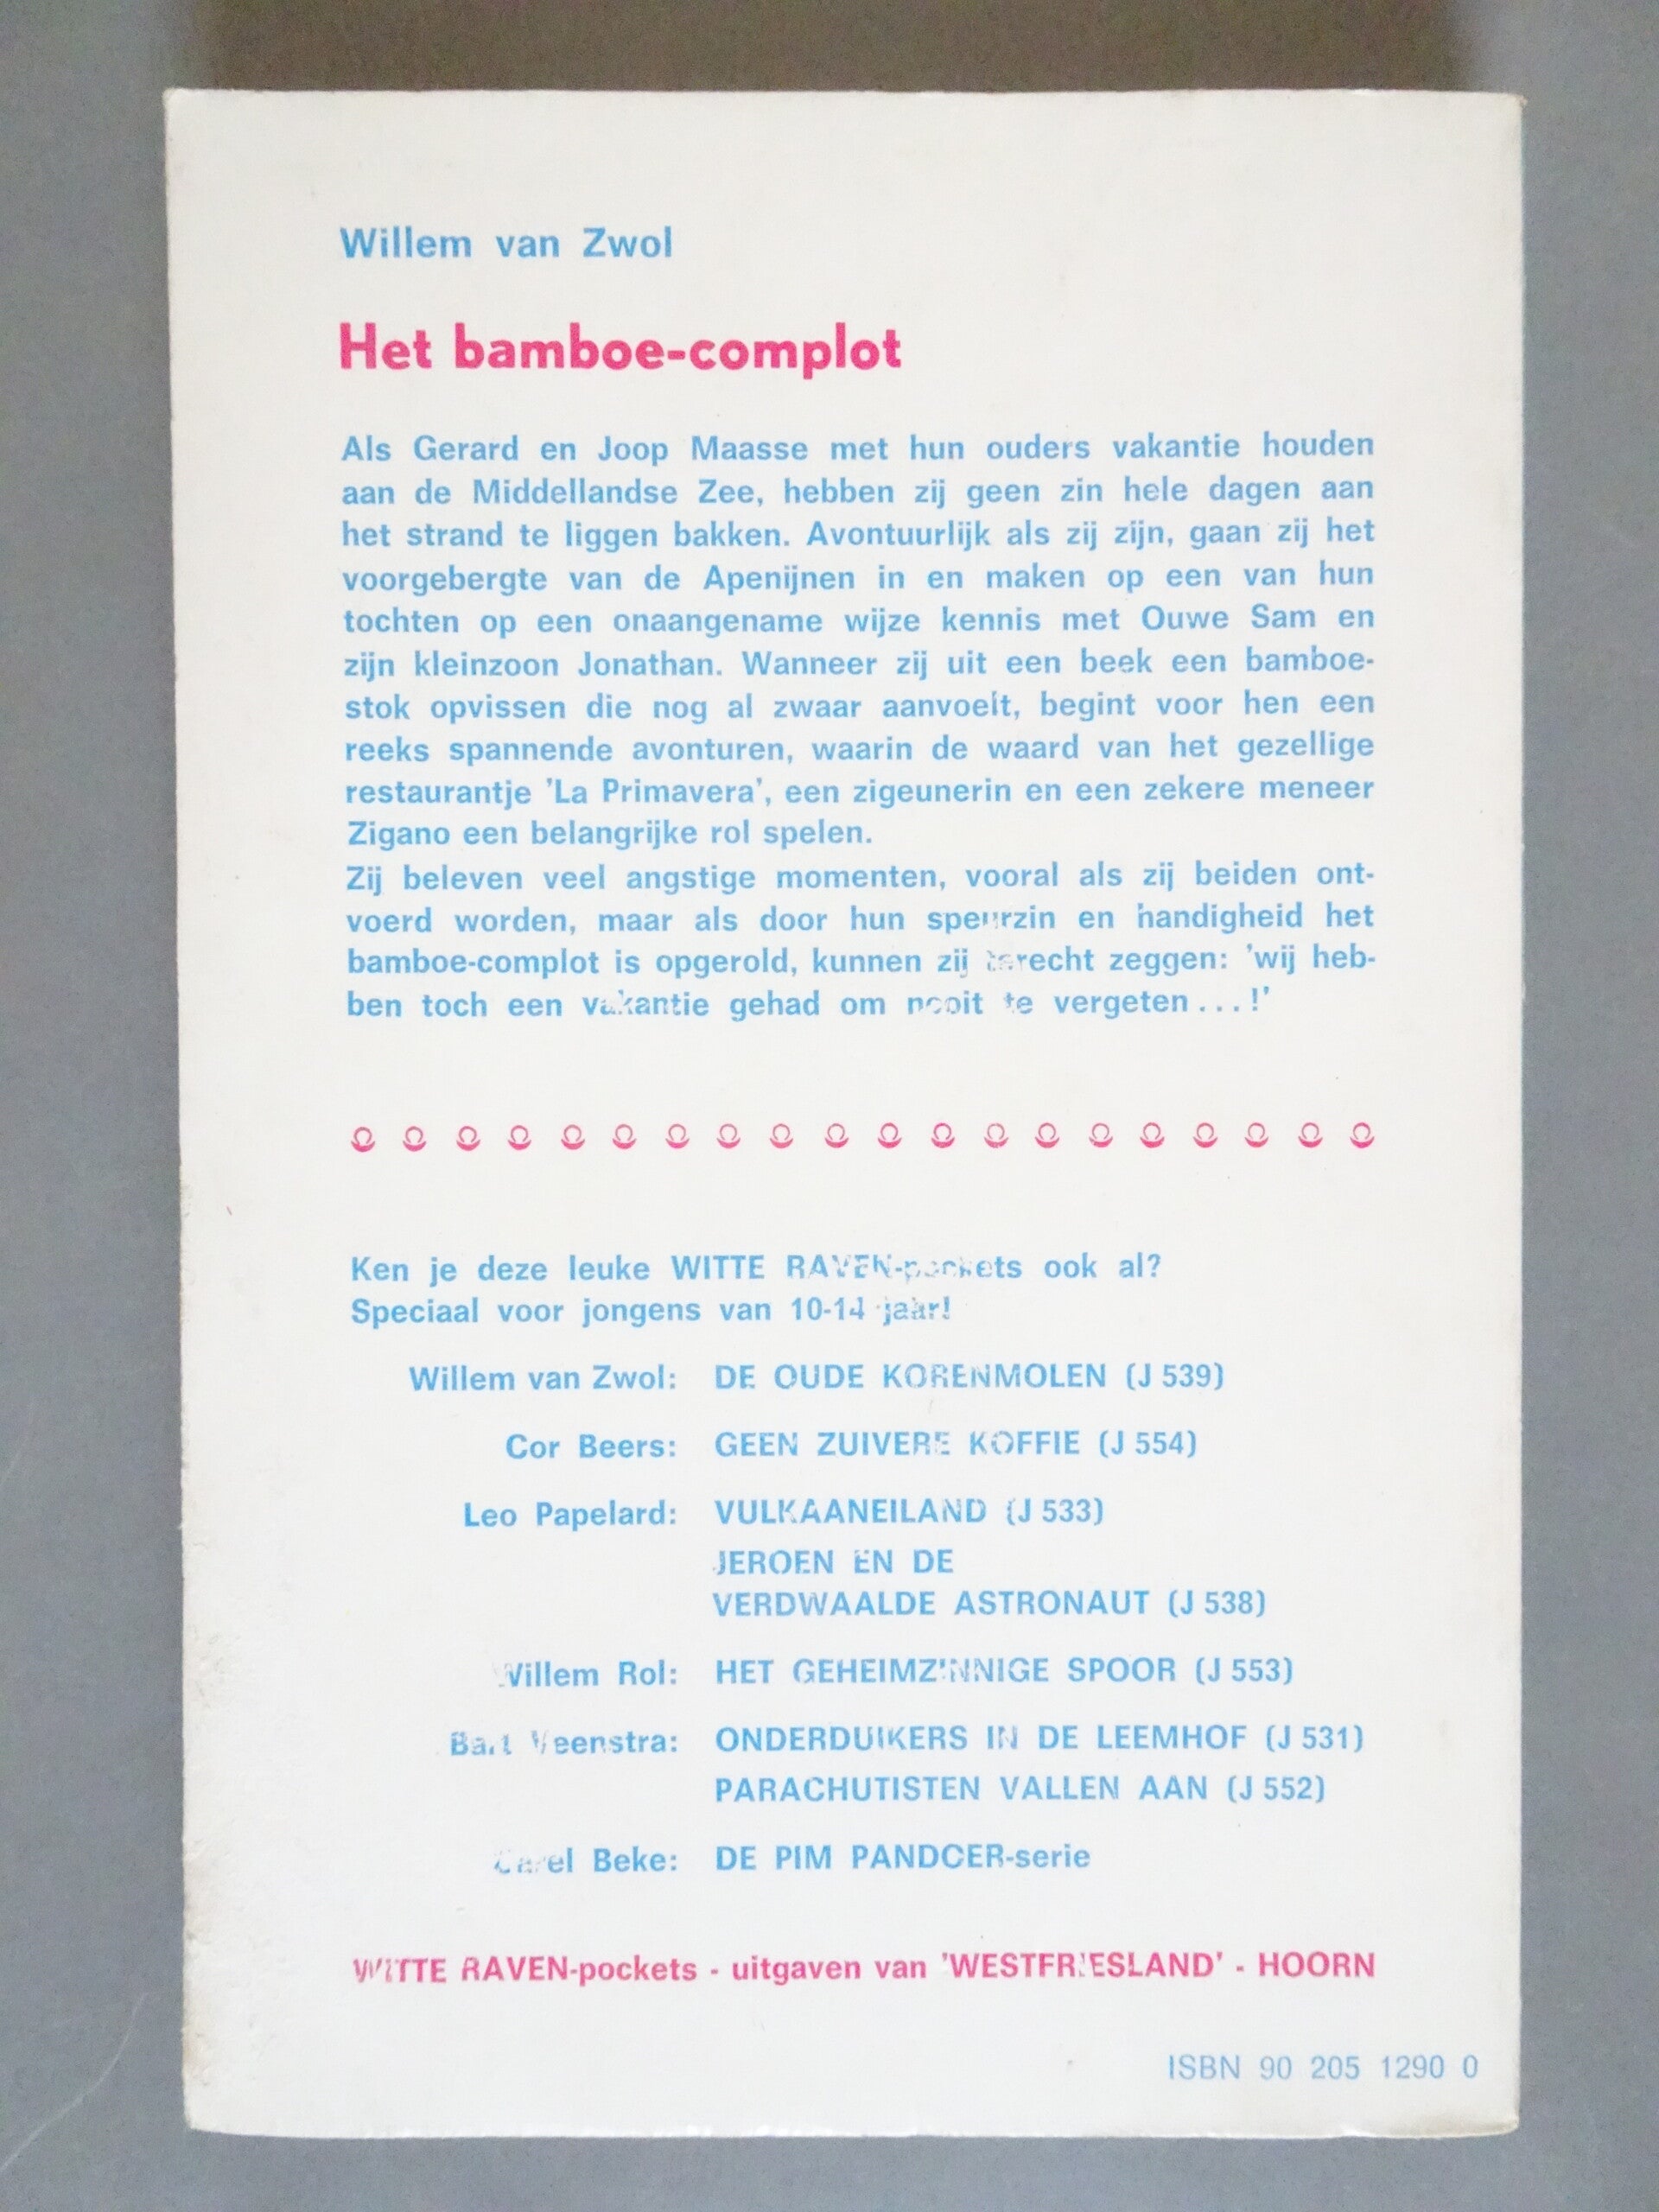 Willem van Zwol
Het bamboe-complot
Als Gerard en Joop Maasse met hun ouders vakantie houden
aan de Middellandse Zee, hebben zij geen zin hele dagen aan
het strand te liggen bakken. Avontuurlijk als zij zijn, gaan zij het
voorgebergte van de Apenijnen in en maken op een van hun
tochten op een onaangename wijze kennis met Ouwe Sam en
zijn kleinzoon Jonathan. Wanneer zij uit een beek een bamboe-
stok opvissen die nog al zwaar aanvoelt, begint voor hen een
reeks spannende avonturen, waarin de waard van het gezellige
restaurantje 'La Primavera', een zigeunerin en een zekere meneer
Zigano een belangrijke rol spelen.
Zij beleven veel angstige momenten, vooral als zij beiden ont-
voerd worden, maar als door hun speurzin en handigheid het
bamboe-complot is opgerold, kunnen zij terecht zeggen: 'wij heb-
ben toch een vakantie gehad om nooit te vergeten...!'
Ken je deze leuke WITTE RAVEN-pockets ook al?
Speciaal voor jongens van 10-14 jaar!
Willem van Zwol: DE OUDE KORENMOLEN (J 539)
Cor Beers: GEEN ZUIVERE KOFFIE (J 554)
Leo Papelard: VULKAANEILAND (J 533)
JEROEN EN DE
VERDWAALDE ASTRONAUT (J 538)
Willem Rol: HET GEHEIMZINNIGE SPOOR (J 553)
Bart Veenstra: ONDERDUIKERS IN DE LEEMHOF (J 531)
PARACHUTISTEN VALLEN AAN (J 552)
Carel Beke: DE PIM PANDOER-serie
WITTE RAVEN-pockets - uitgaven van 'WESTFRIESLAND' - HOORN
ISBN 90 205 1290 0